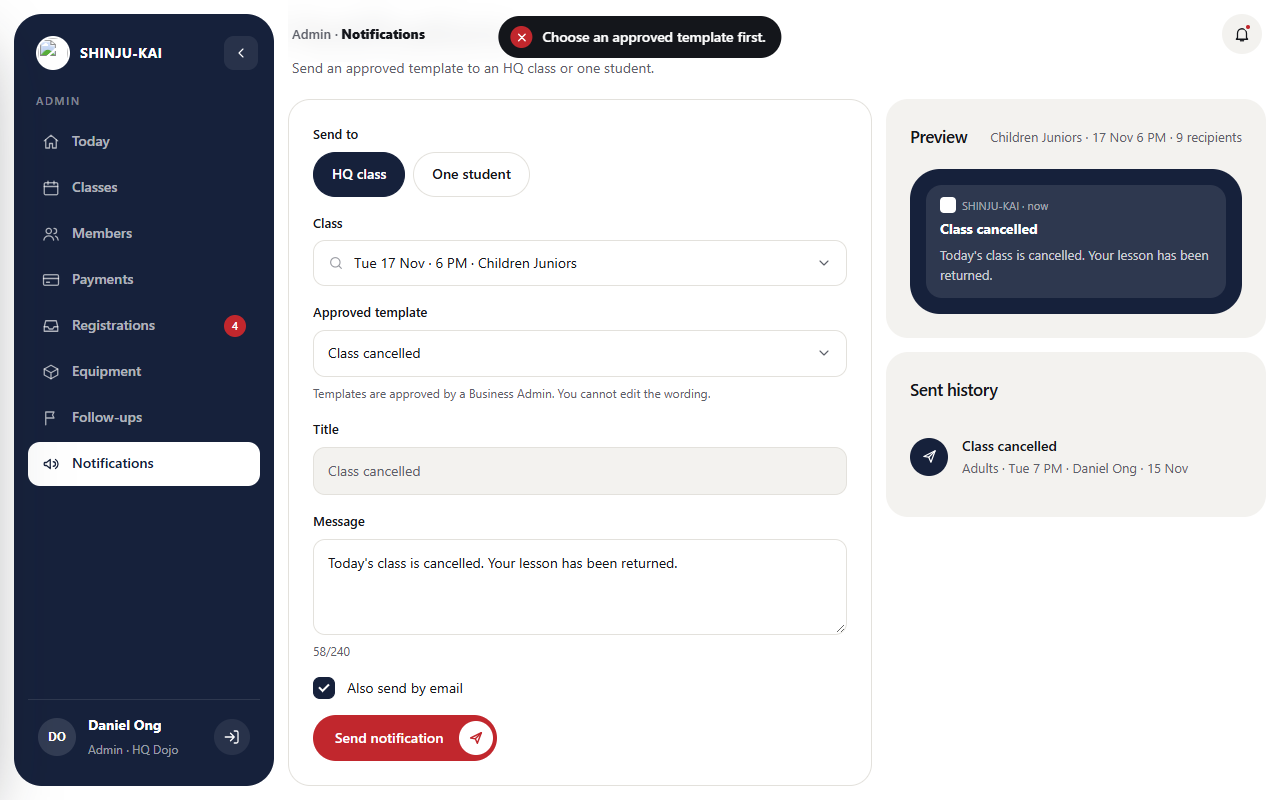 SHINJU-KAI
ADMIN
Today
Classes
Members
Payments
Registrations
4
Equipment
Follow-ups
Notifications
DO
Daniel Ong
Admin · HQ Dojo
Admin · Notifications
Choose an approved template first.
Send an approved template to an HQ class or one student.
Send to
HQ class
One student
Class
Tue 17 Nov · 6 PM · Children Juniors
Approved template
Class cancelled
Templates are approved by a Business Admin. You cannot edit the wording.
Title
Class cancelled
Message
Today's class is cancelled. Your lesson has been returned.
58/240
Also send by email
Send notification
Preview
Children Juniors · 17 Nov 6 PM · 9 recipients
SHINJU-KAI · now
Class cancelled
Today's class is cancelled. Your lesson has been
returned.
Sent history
Class cancelled
Adults · Tue 7 PM · Daniel Ong · 15 Nov